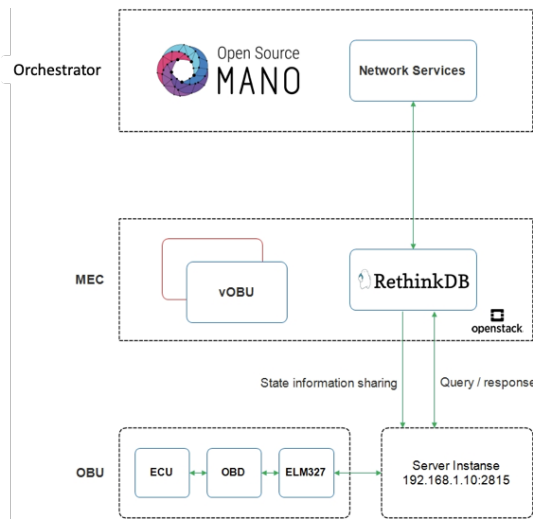 Open Source
MANO
Orchestrator
Network Services
MEC
vOBU
RethinkDB
openstack
State information sharing
Query / response
OBU
ECU
OBD
ELM327
Server Instanse
192.168.1.10:2815